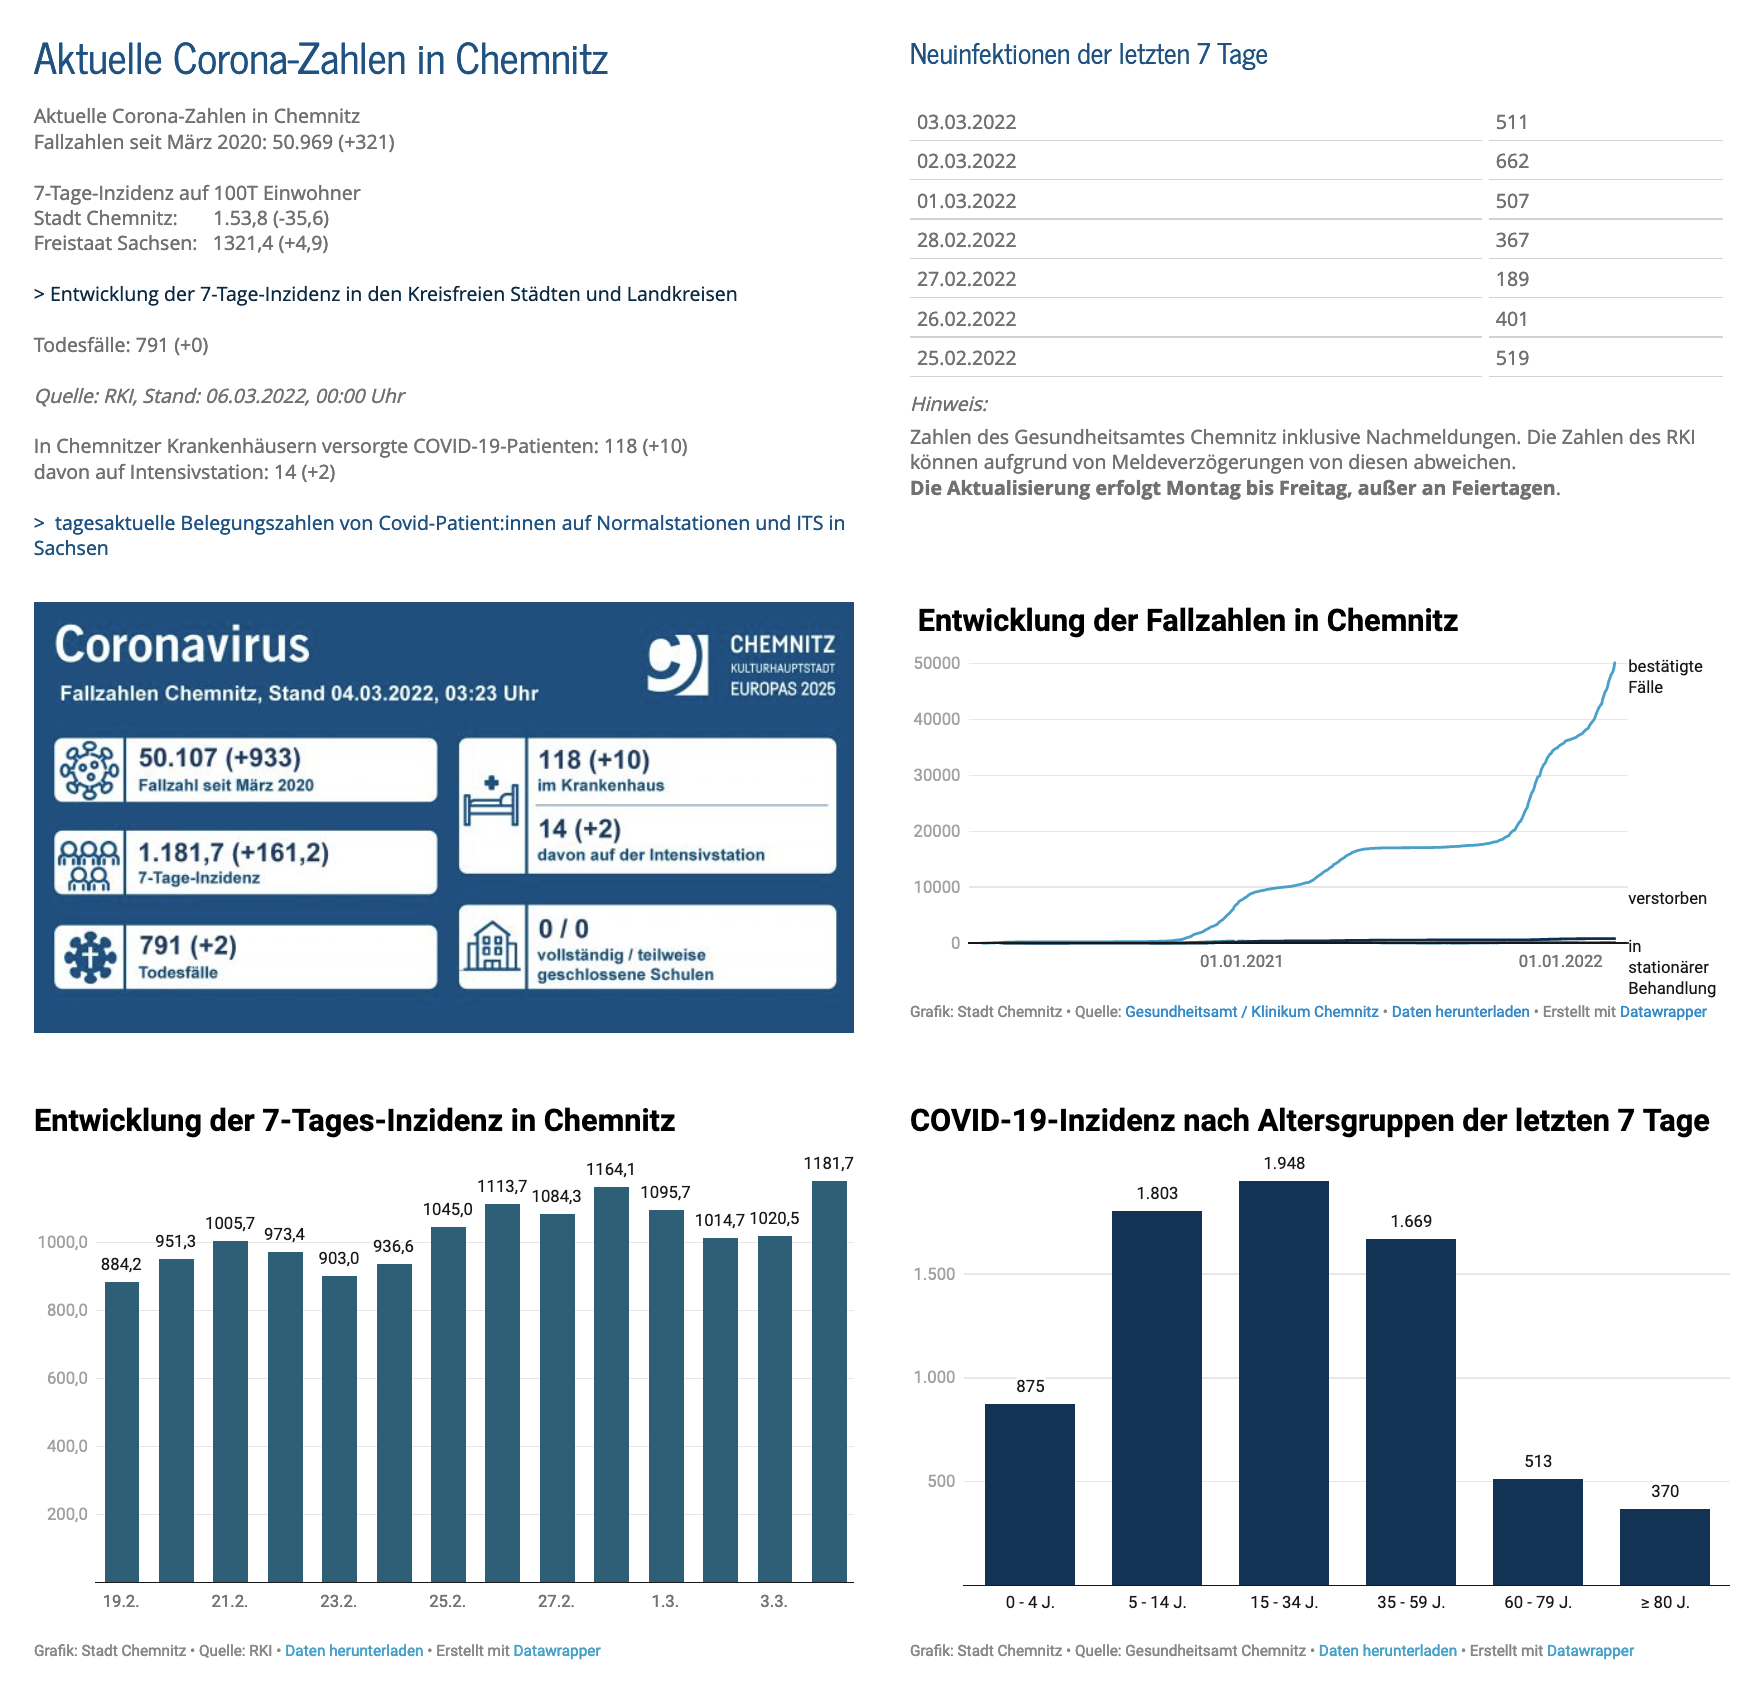 Aktuelle Corona-Zahlen in Chemnitz
Aktuelle Corona-Zahlen in Chemnitz
Fallzahlen seit März 2020: 50.969 (+321)
7-Tage-Inzidenz auf 100T Einwohner
Stadt Chemnitz: 1.53,8 (-35,6)
Freistaat Sachsen: 1321,4 (+4,9)
> Entwicklung der 7-Tage-Inzidenz in den Kreisfreien Städten und Landkreisen
Todesfälle: 791 (+0)
Quelle: RKI, Stand: 06.03.2022, 00:00 Uhr
In Chemnitzer Krankenhäusern versorgte COVID-19-Patienten: 118 (+10)
davon auf Intensivstation: 14 (+2)
> tagesaktuelle Belegungszahlen von Covid-Patient:innen auf Normalstationen und ITS in
Sachsen
Neuinfektionen der letzten 7 Tage
03.03.2022 511
02.03.2022 662
01.03.2022 507
28.02.2022 367
27.02.2022 189
26.02.2022 401
25.02.2022 519
Hinweis:
Zahlen des Gesundheitsamtes Chemnitz inklusive Nachmeldungen. Die Zahlen des RKI
können aufgrund von Meldeverzögerungen von diesen abweichen.
Die Aktualisierung erfolgt Montag bis Freitag, außer an Feiertagen.
Coronavirus
Fallzahlen Chemnitz, Stand 04.03.2022, 03:23 Uhr
CHEMNITZ
KULTURHAUPTSTADT
EUROPAS 2025
50.107 (+933)
Fallzahl seit März 2020
1.181,7 (+161,2)
7-Tage-Inzidenz
791 (+2)
Todesfälle
118 (+10)
im Krankenhaus
14 (+2)
davon auf der Intensivstation
0 / 0
vollständig / teilweise
geschlossene Schulen
Entwicklung der Fallzahlen in Chemnitz
50000
40000
30000
20000
10000
0
01.01.2021 01.01.2022
bestätigte
Fälle
verstorben
in
stationärer
Behandlung
Grafik: Stadt Chemnitz • Quelle: Gesundheitsamt / Klinikum Chemnitz • Daten herunterladen • Erstellt mit Datawrapper
Entwicklung der 7-Tages-Inzidenz in Chemnitz
1000,0
800,0
600,0
400,0
200,0
884,2 951,3 1005,7 973,4 903,0 936,6 1045,0 1113,7 1084,3 1164,1 1095,7 1014,7 1020,5 1181,7
19.2. 21.2. 23.2. 25.2. 27.2. 1.3. 3.3.
Grafik: Stadt Chemnitz • Quelle: RKI • Daten herunterladen • Erstellt mit Datawrapper
COVID-19-Inzidenz nach Altersgruppen der letzten 7 Tage
1.500
1.000
500
875 1.803 1.948 1.669 513 370
0 - 4 J. 5 - 14 J. 15 - 34 J. 35 - 59 J. 60 - 79 J. ≥ 80 J.
Grafik: Stadt Chemnitz • Quelle: Gesundheitsamt Chemnitz • Daten herunterladen • Erstellt mit Datawrapper